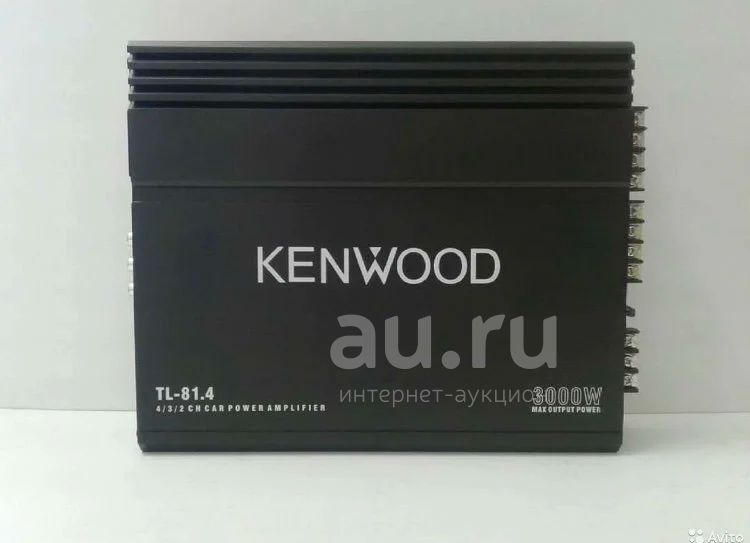 KENWOOD
au.ru
интернет-аукцион
TL-81.4
4/3/2 CH CAR POWER AMPLIFIER
3000W
MAX OUTPUT POWER
Avito